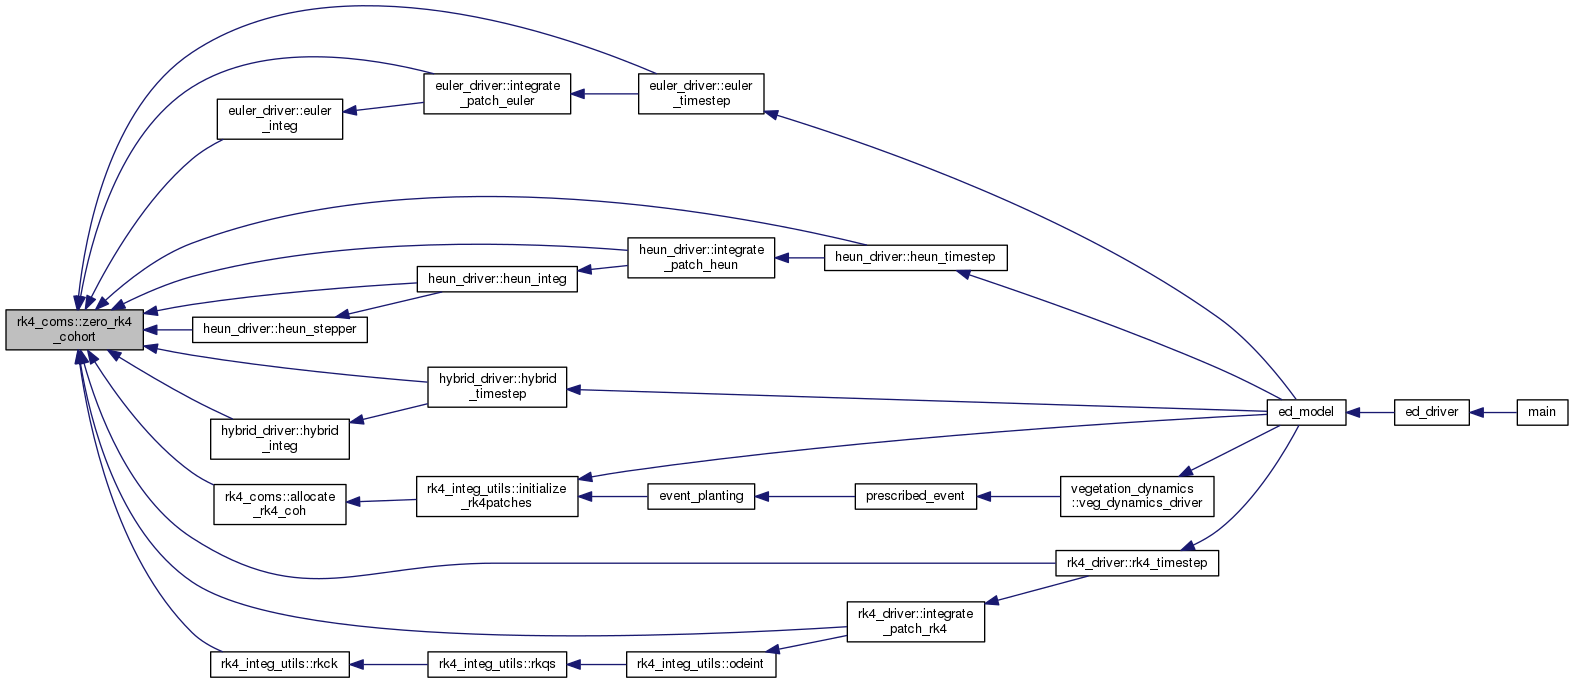 euler_driver::integrate
_patch_euler
euler_driver::euler
_timestep
euler_driver::euler
_integ
heun_driver::integrate
_patch_heun
heun_driver::heun_timestep
heun_driver::heun_integ
rk4_coms::zero_rk4
_cohort
heun_driver::heun_stepper
hybrid_driver::hybrid
_timestep
ed_model
ed_driver
main
hybrid_driver::hybrid
_integ
rk4_coms::allocate
_rk4_coh
rk4_integ_utils::initialize
_rk4patches
event_planting
prescribed_event
vegetation_dynamics
::veg_dynamics_driver
rk4_driver::rk4_timestep
rk4_driver::integrate
_patch_rk4
rk4_integ_utils::rkck
rk4_integ_utils::rkqs
rk4_integ_utils::odeint